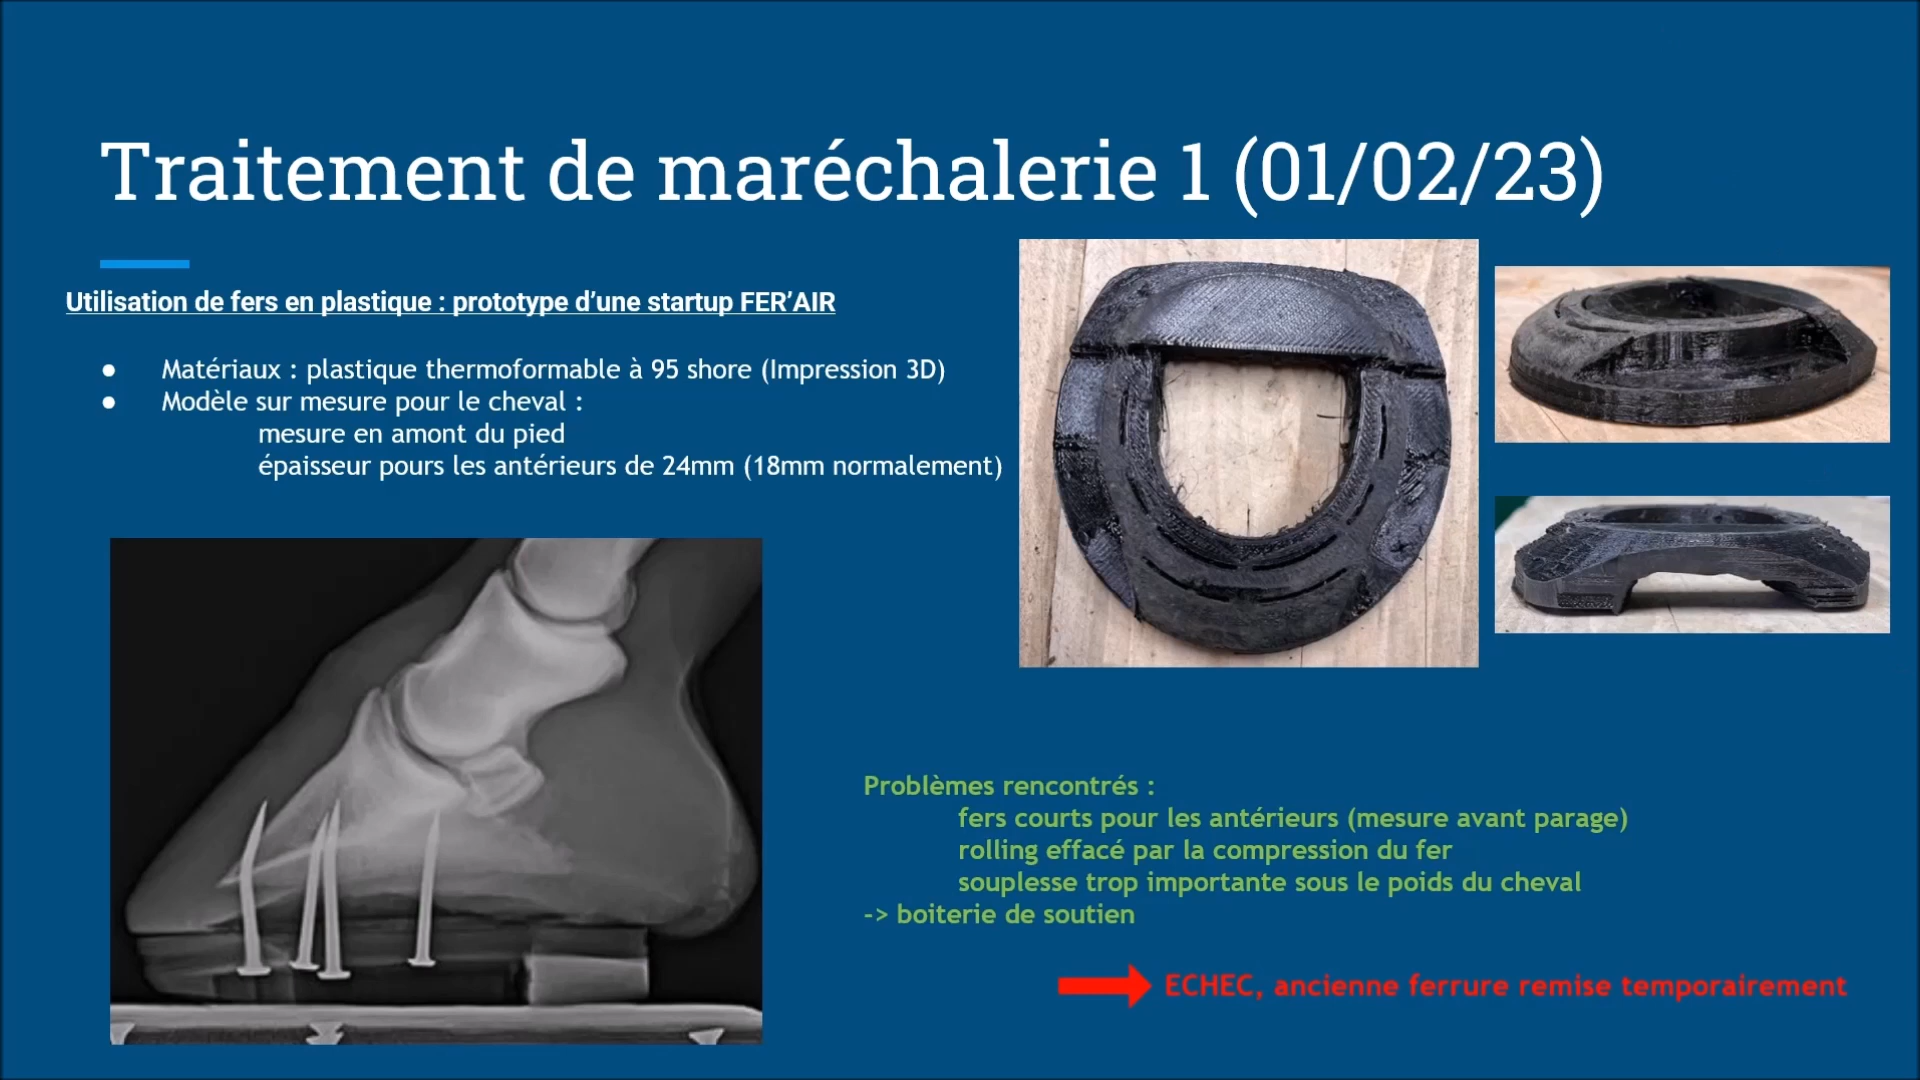 Traitement de maréchalerie 1 (01/02/23)
Utilisation de fers en plastique : prototype d’une startup FER’AIR
● Matériaux : plastique thermoformable à 95 shore (Impression 3D)
● Modèle sur mesure pour le cheval :
mesure en amont du pied
épaisseur pours les antérieurs de 24mm (18mm normalement)
Problèmes rencontrés :
fers courts pour les antérieurs (mesure avant parage)
rolling effacé par la compression du fer
souplesse trop importante sous le poids du cheval
-> boiterie de soutien
ECHEC, ancienne ferrure remise temporairement